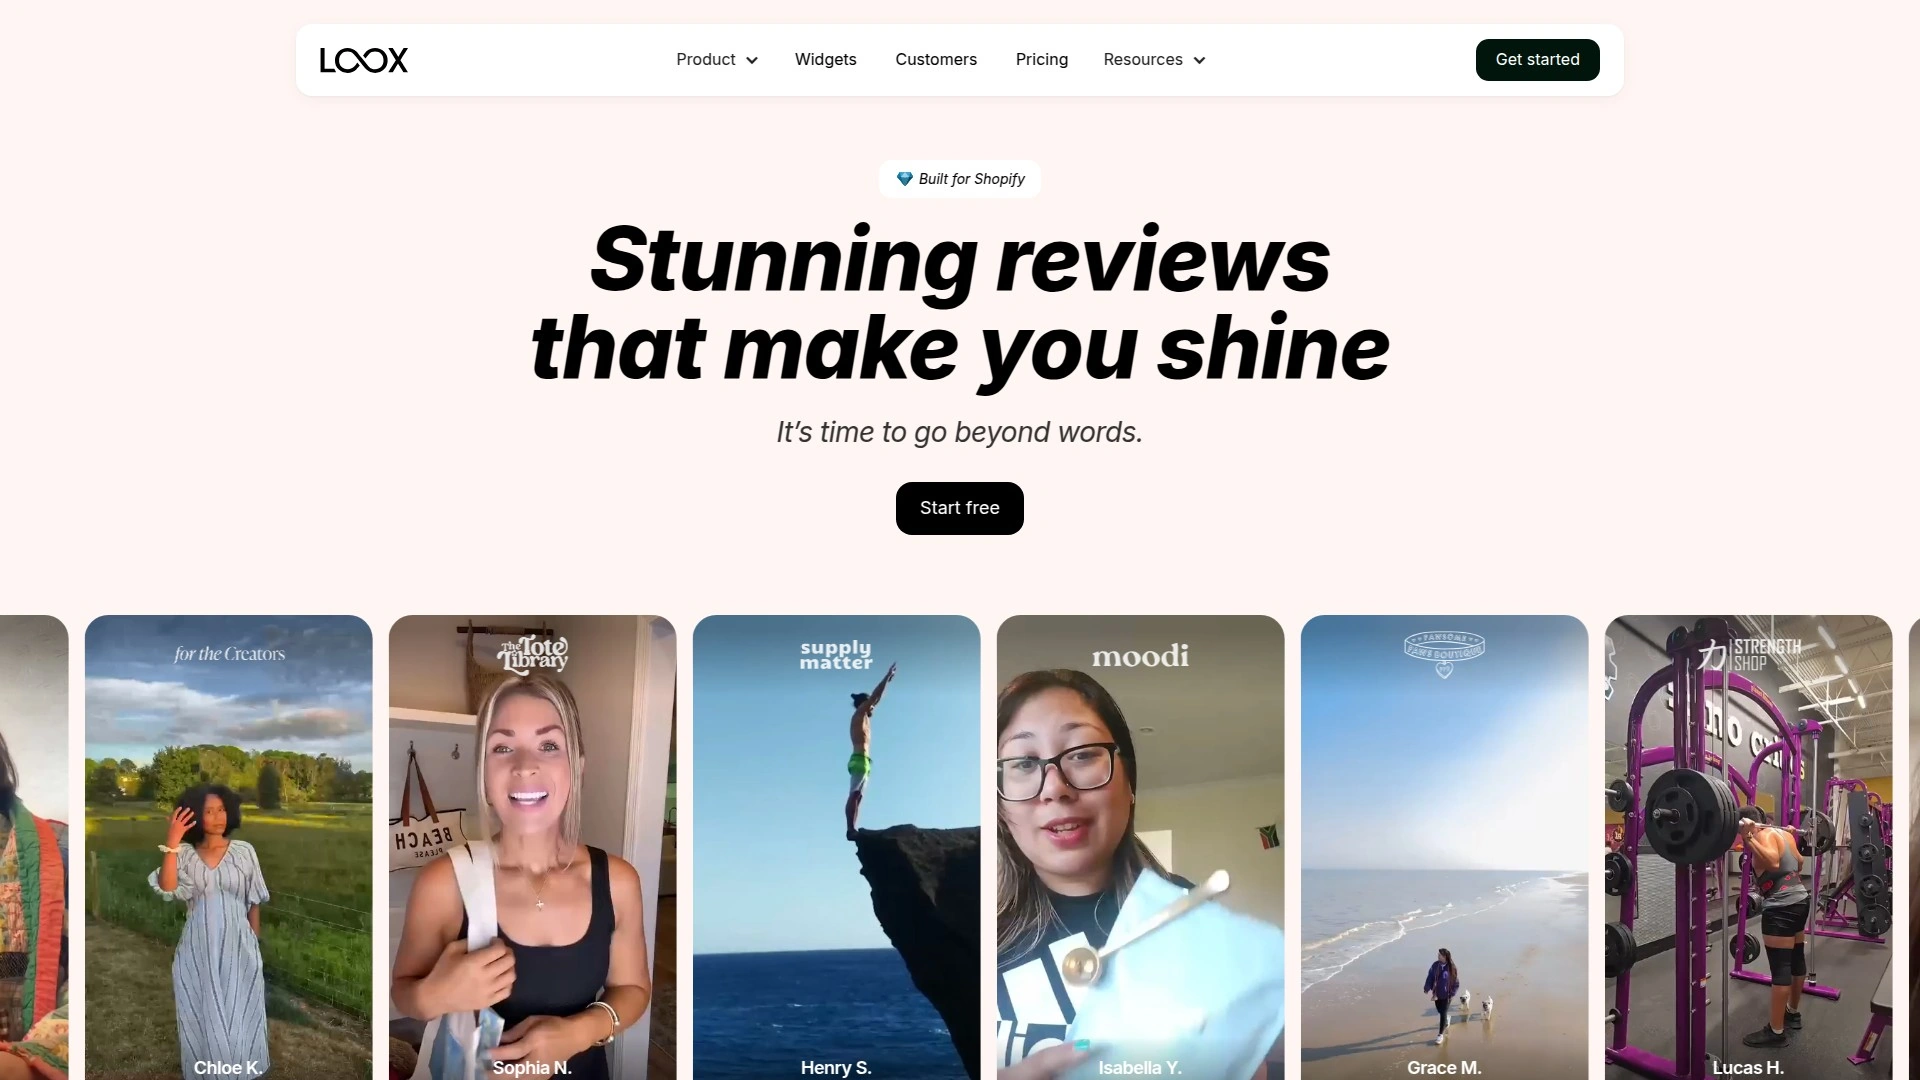 LOOX
Product
Widgets
Customers
Pricing
Resources
Get started
Built for Shopify
Stunning reviews
that make you shine
It’s time to go beyond words.
Start free
for the Creators
The Tote
Library
supply
matter
moodi
PAWSOME
PAWS BOUTIQUE
力 STRENGTH
SHOP
BEACH
PLEASE
Chloe K.
Sophia N.
Henry S.
Isabella Y.
Grace M.
Lucas H.